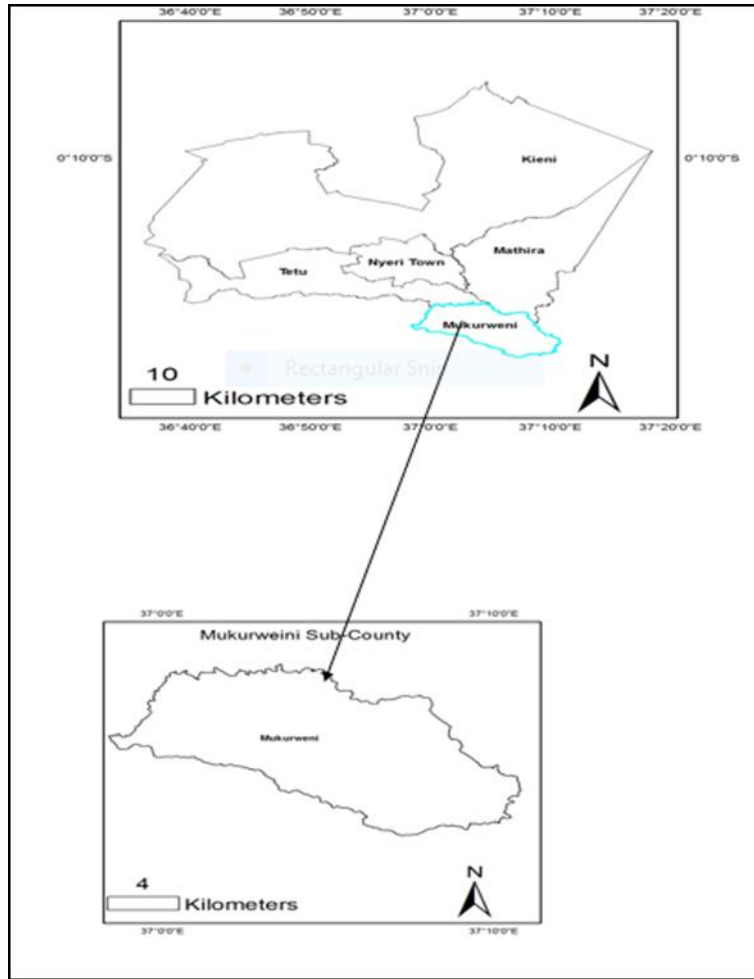 36°40'0"E 36°50'0"E 37°0'0"E 37°10'0"E 37°20'0"E
0°10'0"S 0°10'0"S
Kieni
Mathira
Nyeri Town
Tetu
Mukurweni
Rectangular Snip
N
10
Kilometers
36°40'0"E 36°50'0"E 37°0'0"E 37°10'0"E 37°20'0"E
37°0'0"E 37°10'0"E
Mukurweini Sub-County
Mukurweni
N
4
Kilometers
37°0'0"E 37°10'0"E